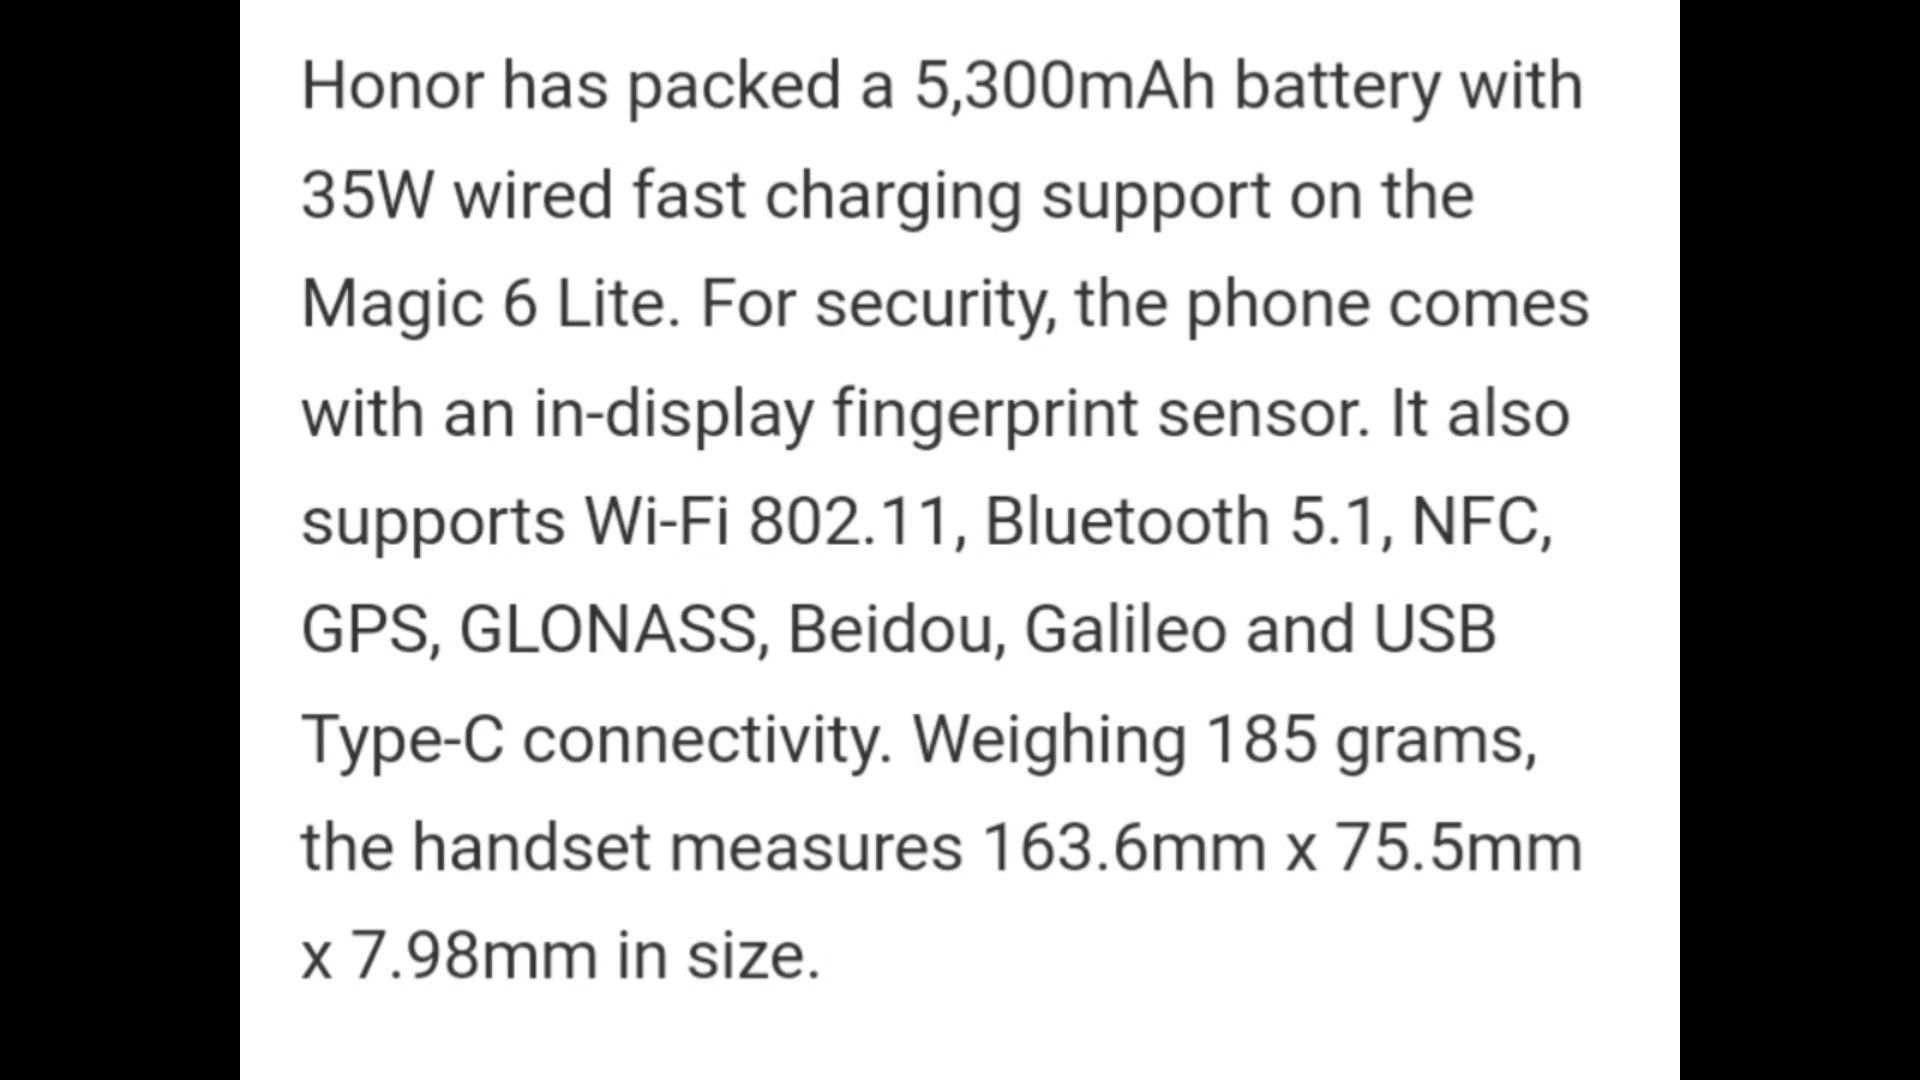 Honor has packed a 5,300mAh battery with
35W wired fast charging support on the
Magic 6 Lite. For security, the phone comes
with an in-display fingerprint sensor. It also
supports Wi-Fi 802.11, Bluetooth 5.1, NFC,
GPS, GLONASS, Beidou, Galileo and USB
Type-C connectivity. Weighing 185 grams,
the handset measures 163.6mm x 75.5mm
x 7.98mm in size.